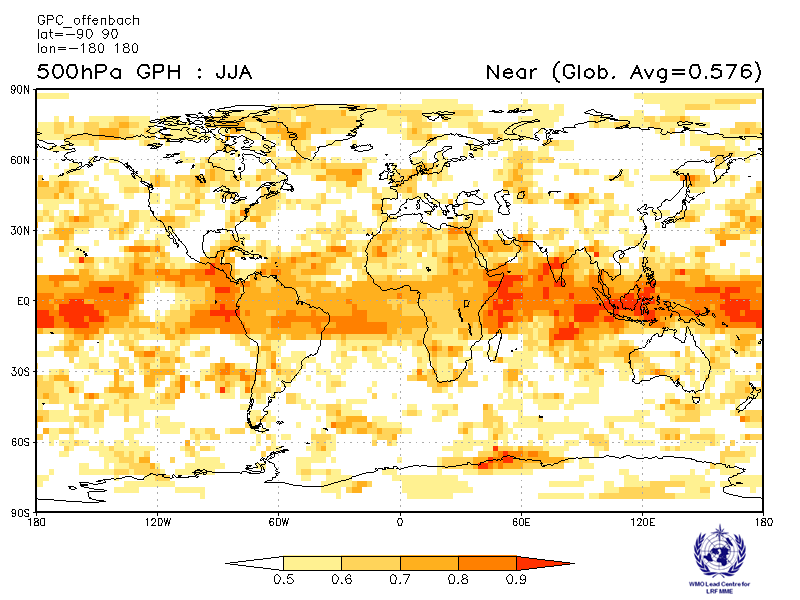 GPC_offenbach
lat=−90 90
lon=−180 180
500hPa GPH : JJA
Near (Glob. Avg=0.576)
90N
60N
30N
EQ
30S
60S
90S
180
120W
60W
0
60E
120E
180
0.5
0.6
0.7
0.8
0.9
WMO Lead Centre for
LRF MME